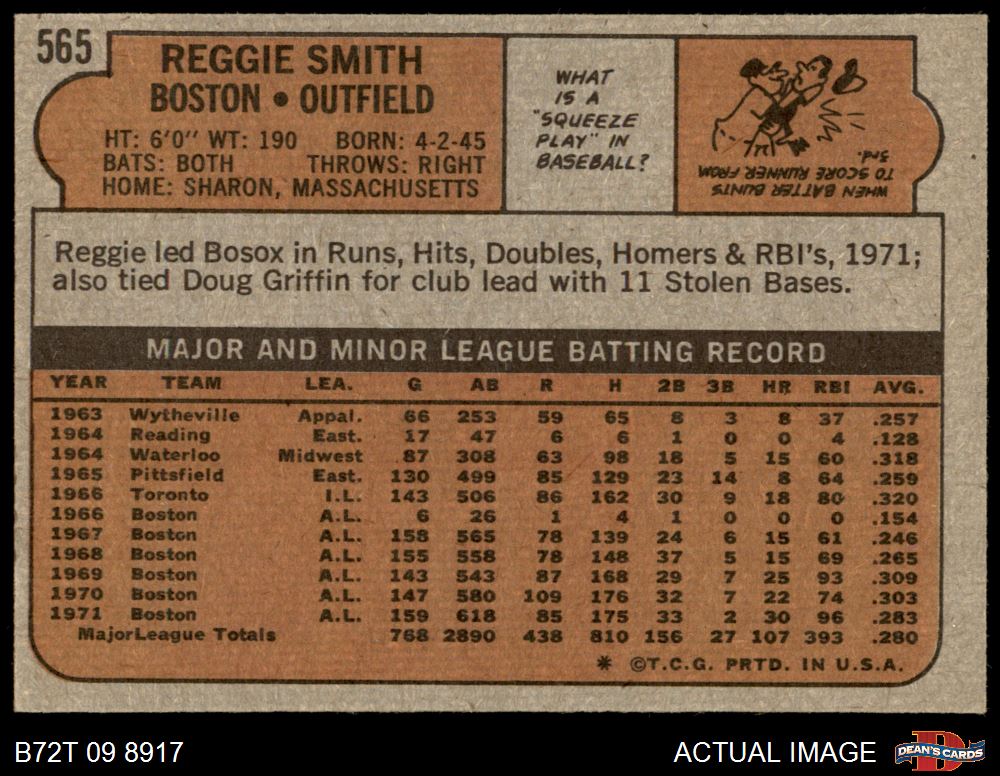 565
REGGIE SMITH
BOSTON • OUTFIELD
HT: 6'0" WT: 190 BORN: 4-2-45
BATS: BOTH THROWS: RIGHT
HOME: SHARON, MASSACHUSETTS
WHAT
IS A
"SQUEEZE
PLAY" IN
BASEBALL?
WHEN BATTER BUNTS
TO SCORE RUNNER FROM
3rd.
Reggie led Bosox in Runs, Hits, Doubles, Homers & RBI's, 1971;
also tied Doug Griffin for club lead with 11 Stolen Bases.
MAJOR AND MINOR LEAGUE BATTING RECORD
YEAR TEAM LEA. G AB R H 2B 3B HR RBI AVG.
1963 Wytheville Appal. 66 253 59 65 8 3 8 37 .257
1964 Reading East. 17 47 6 6 1 0 0 4 .128
1964 Waterloo Midwest 87 308 63 98 18 5 15 60 .318
1965 Pittsfield East. 130 499 85 129 23 14 8 64 .259
1966 Toronto I.L. 143 506 86 162 30 9 18 80 .320
1966 Boston A.L. 6 26 1 4 1 0 0 0 .154
1967 Boston A.L. 158 565 78 139 24 6 15 61 .246
1968 Boston A.L. 155 558 78 148 37 5 15 69 .265
1969 Boston A.L. 143 543 87 168 29 7 25 93 .309
1970 Boston A.L. 147 580 109 176 32 7 22 74 .303
1971 Boston A.L. 159 618 85 175 33 2 30 96 .283
MajorLeague Totals 768 2890 438 810 156 27 107 393 .280
* ©T.C.G. PRTD. IN U.S.A.
B72T 09 8917
ACTUAL IMAGE
D
DEAN'S CARDS